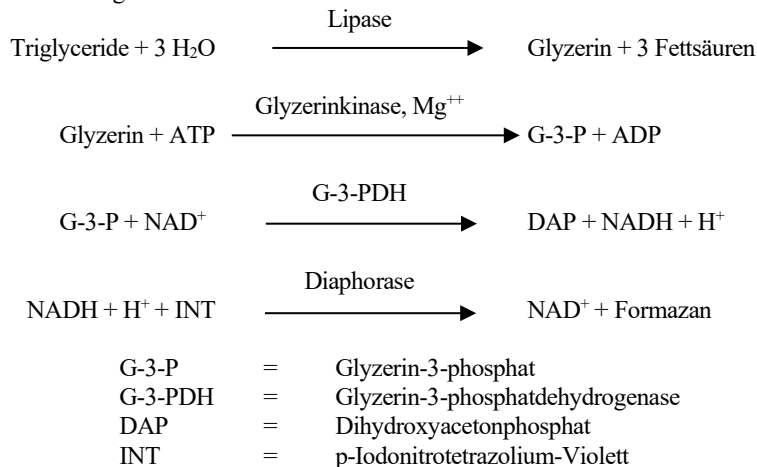 Lipase
Triglyceride + 3 H₂O Glyzerin + 3 Fettsäuren
Glyzerinkinase, Mg⁺⁺
Glyzerin + ATP G-3-P + ADP
G-3-PDH
G-3-P + NAD⁺ DAP + NADH + H⁺
Diaphorase
NADH + H⁺ + INT NAD⁺ + Formazan
G-3-P = Glyzerin-3-phosphat
G-3-PDH = Glyzerin-3-phosphatdehydrogenase
DAP = Dihydroxyacetonphosphat
INT = p-Iodonitrotetrazolium-Violett